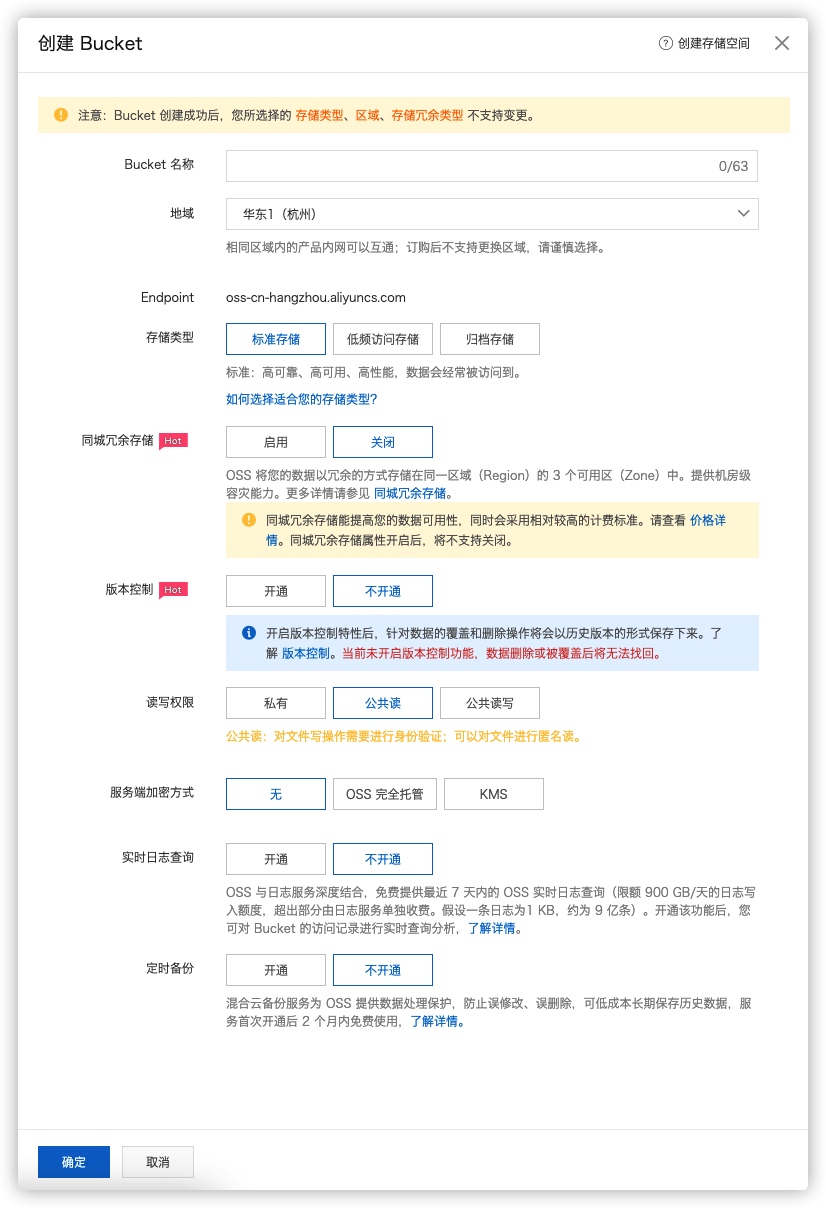 创建 Bucket
创建存储空间
注意：Bucket 创建成功后，您所选择的 存储类型、区域、存储冗余类型 不支持变更。
Bucket 名称
0/63
地域
华东1（杭州）
相同区域内的产品内网可以互通；订购后不支持更换区域，请谨慎选择。
Endpoint
oss-cn-hangzhou.aliyuncs.com
存储类型
标准存储
低频访问存储
归档存储
标准：高可靠、高可用、高性能，数据会经常被访问到。
如何选择适合您的存储类型？
同城冗余存储 Hot
启用
关闭
OSS 将您的数据以冗余的方式存储在同一区域（Region）的 3 个可用区（Zone）中。提供机房级
容灾能力。更多详情请参见 同城冗余存储。
同城冗余存储能提高您的数据可用性，同时会采用相对较高的计费标准。请查看 价格详
情。同城冗余存储属性开启后，将不支持关闭。
版本控制 Hot
开通
不开通
开启版本控制特性后，针对数据的覆盖和删除操作将会以历史版本的形式保存下来。了
解 版本控制。当前未开启版本控制功能，数据删除或被覆盖后将无法找回。
读写权限
私有
公共读
公共读写
公共读：对文件写操作需要进行身份验证；可以对文件进行匿名读。
服务端加密方式
无
OSS 完全托管
KMS
实时日志查询
开通
不开通
OSS 与日志服务深度结合，免费提供最近 7 天内的 OSS 实时日志查询（限额 900 GB/天的日志写
入额度，超出部分由日志服务单独收费。假设一条日志为1 KB，约为 9 亿条）。开通该功能后，您
可对 Bucket 的访问记录进行实时查询分析，了解详情。
定时备份
开通
不开通
混合云备份服务为 OSS 提供数据处理保护，防止误修改、误删除，可低成本长期保存历史数据，服
务首次开通后 2 个月内免费使用，了解详情。
确定
取消